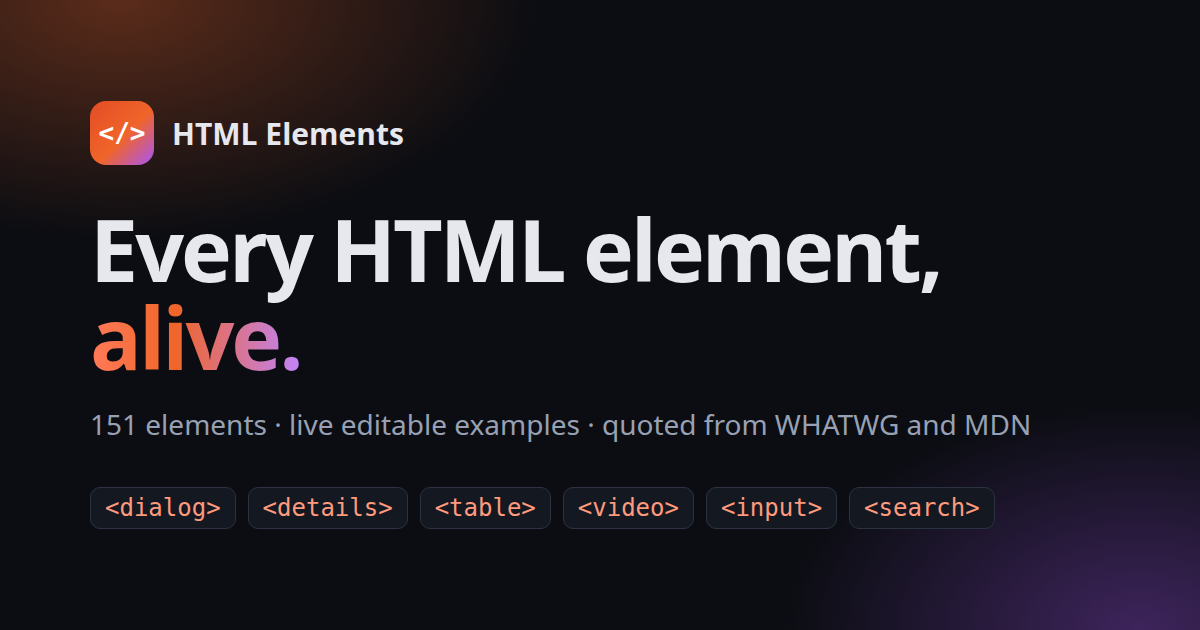 </>
HTML Elements
Every HTML element,
alive.
151 elements · live editable examples · quoted from WHATWG and MDN
<dialog> <details> <table> <video> <input> <search>